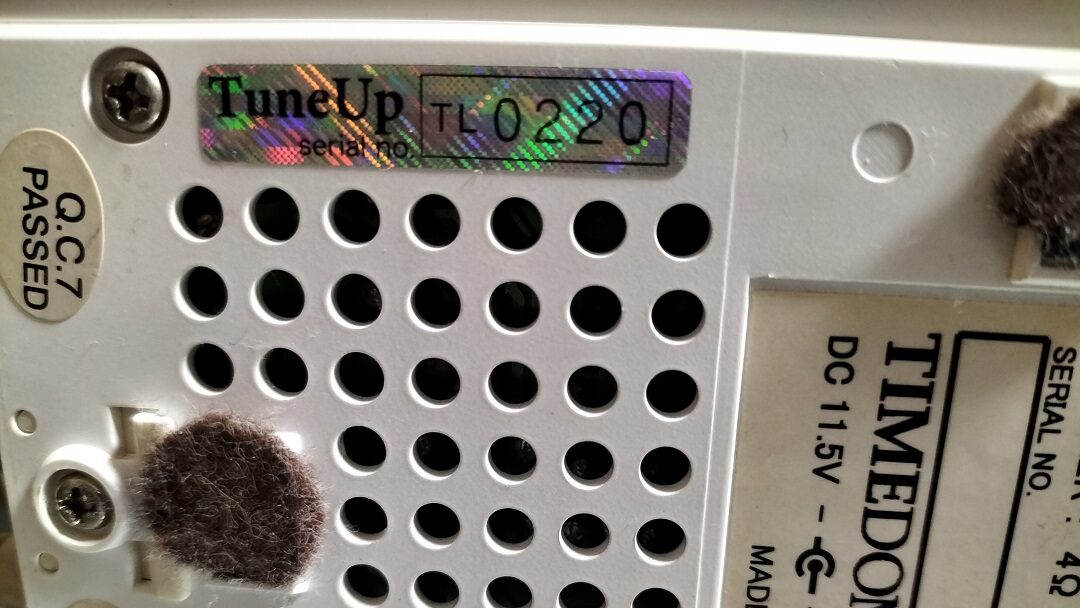 TuneUp TL 0220
serial no.
Q.C.7
PASSED
SERIAL NO.
TIMEDO
DC 11.5V
4Ω